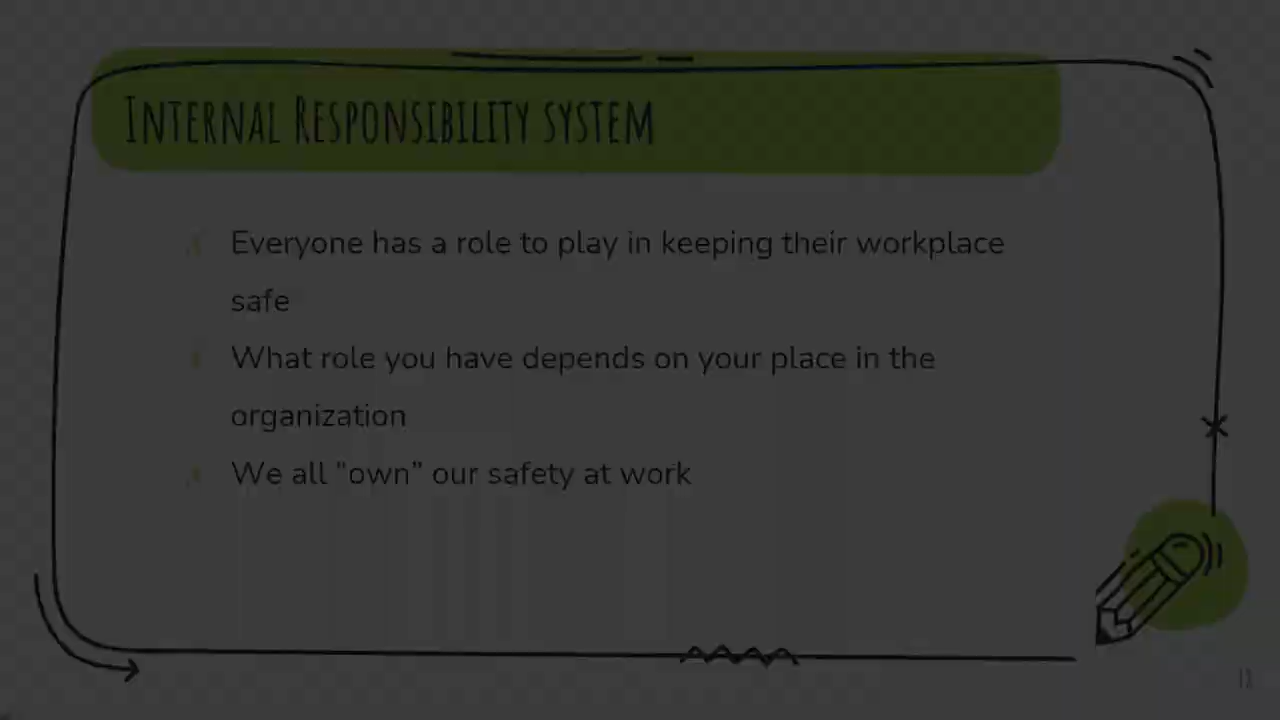 Internal Responsibility system
Everyone has a role to play in keeping their workplace
safe
What role you have depends on your place in the
organization
We all “own” our safety at work